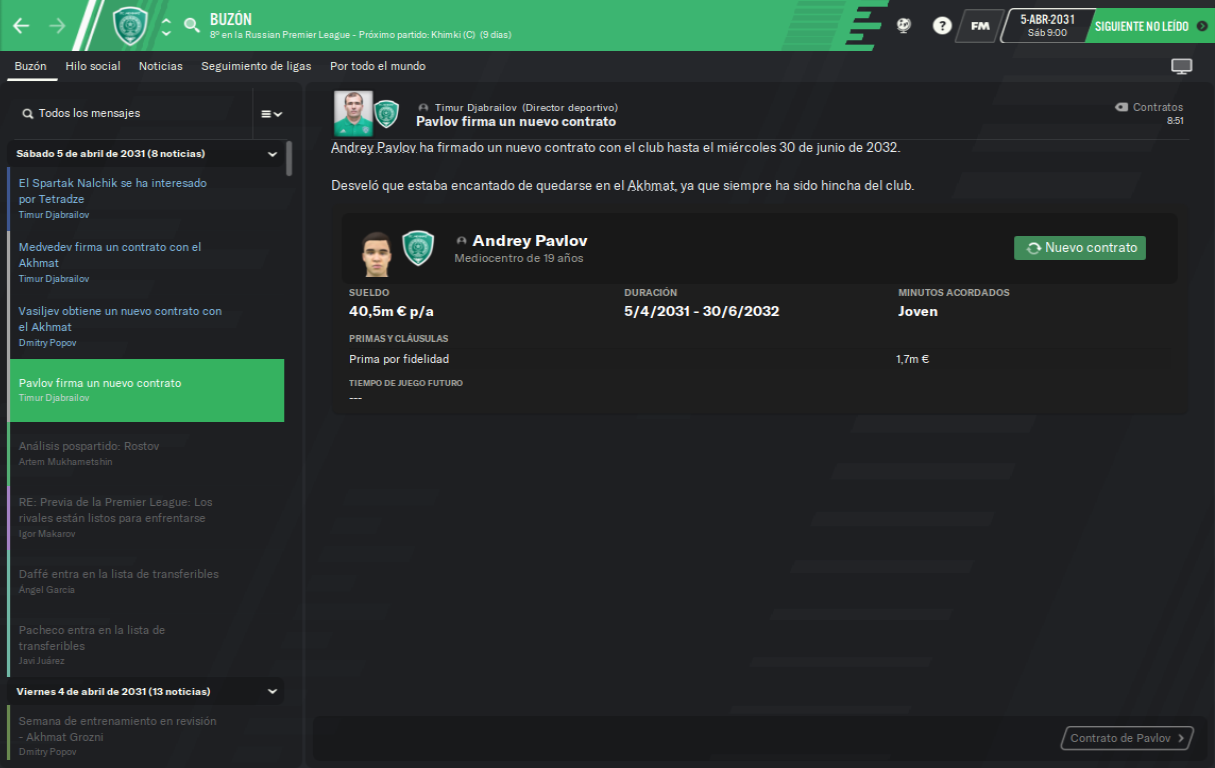 BUZÓN
8º en la Russian Premier League - Próximo partido: Khimki (C) (9 días)
?
FM
5-ABR-2031
Sáb 9:00
SIGUIENTE NO LEÍDO
Buzón
Hilo social
Noticias
Seguimiento de ligas
Por todo el mundo
Todos los mensajes
Sábado 5 de abril de 2031 (8 noticias)
El Spartak Nalchik se ha interesado
por Tetradze
Timur Djabrailov
Medvedev firma un contrato con el
Akhmat
Timur Djabrailov
Vasiljev obtiene un nuevo contrato con
el Akhmat
Dmitry Popov
Pavlov firma un nuevo contrato
Timur Djabrailov
Análisis pospartido: Rostov
Artem Mukhametshin
RE: Previa de la Premier League: Los
rivales están listos para enfrentarse
Igor Makarov
Daffé entra en la lista de transferibles
Ángel García
Pacheco entra en la lista de
transferibles
Javi Juárez
Viernes 4 de abril de 2031 (13 noticias)
Semana de entrenamiento en revisión
- Akhmat Grozni
Dmitry Popov
Timur Djabrailov (Director deportivo)
Pavlov firma un nuevo contrato
Contratos
8:51
Andrey Pavlov ha firmado un nuevo contrato con el club hasta el miércoles 30 de junio de 2032.
Desveló que estaba encantado de quedarse en el Akhmat, ya que siempre ha sido hincha del club.
Andrey Pavlov
Mediocentro de 19 años
Nuevo contrato
SUELDO
DURACIÓN
MINUTOS ACORDADOS
40,5m € p/a
5/4/2031 - 30/6/2032
Joven
PRIMAS Y CLÁUSULAS
Prima por fidelidad
1,7m €
TIEMPO DE JUEGO FUTURO
---
Contrato de Pavlov